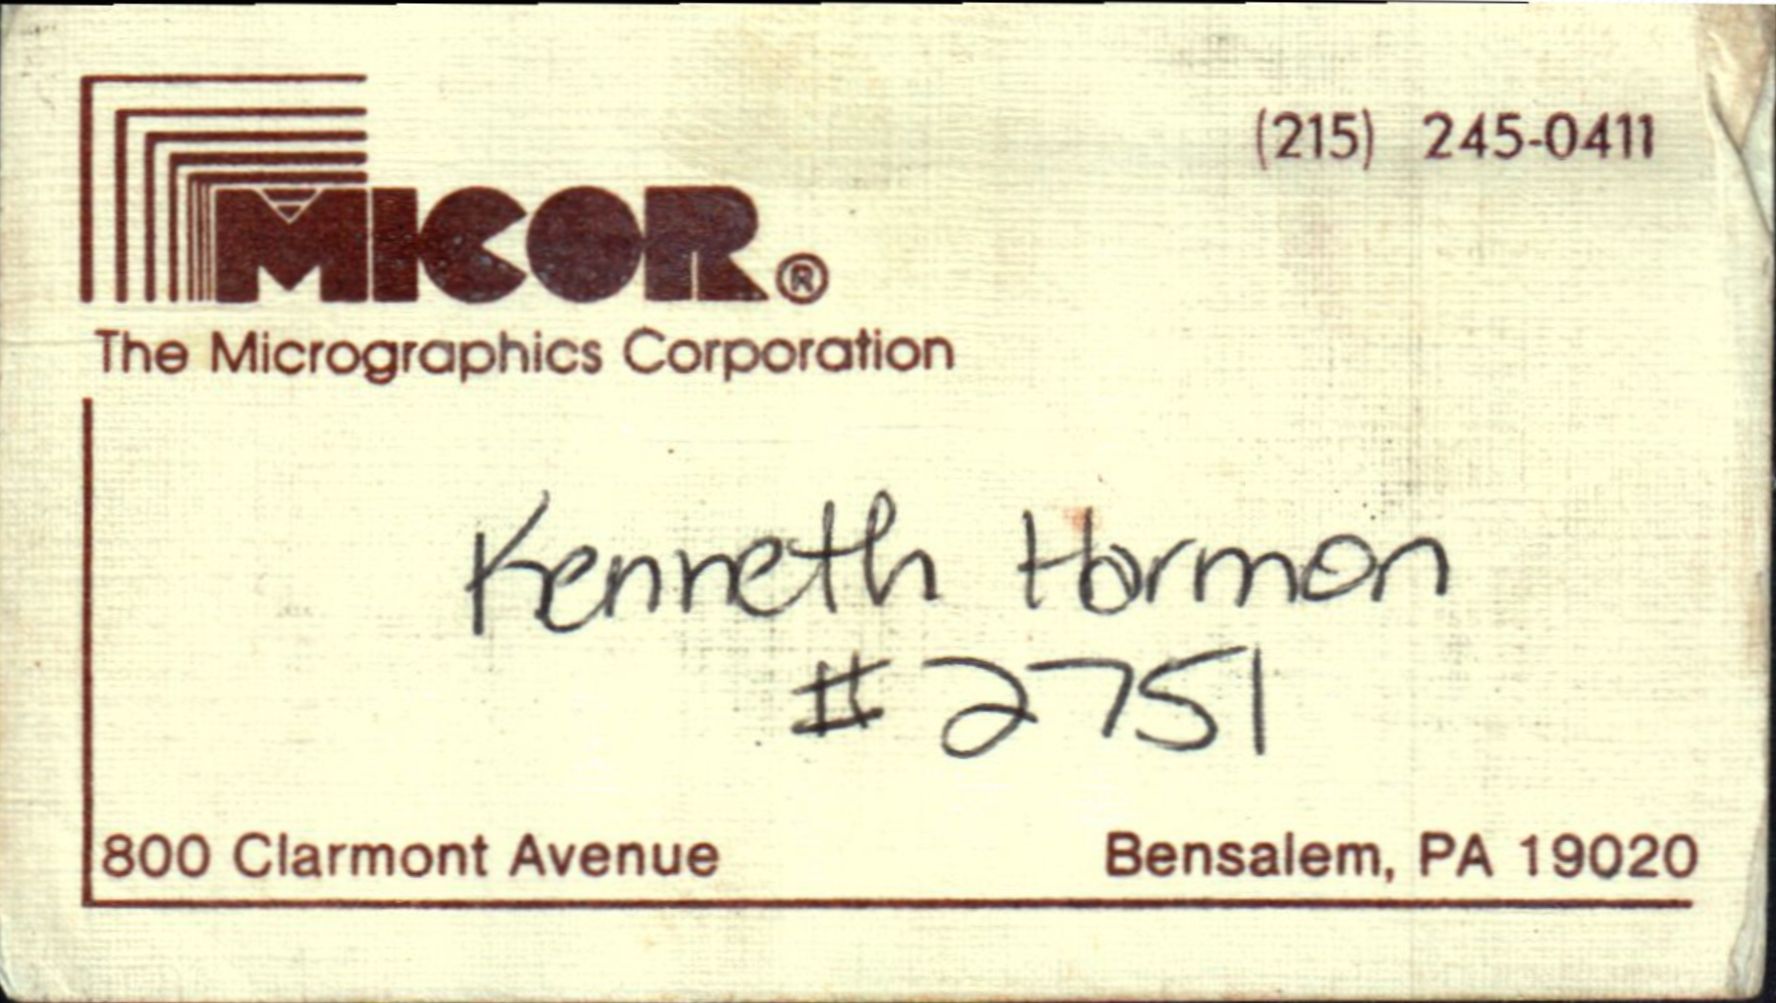 (215) 245-0411
MICOR®
The Micrographics Corporation
Kenneth Harmon
#2751
800 Clarmont Avenue
Bensalem, PA 19020